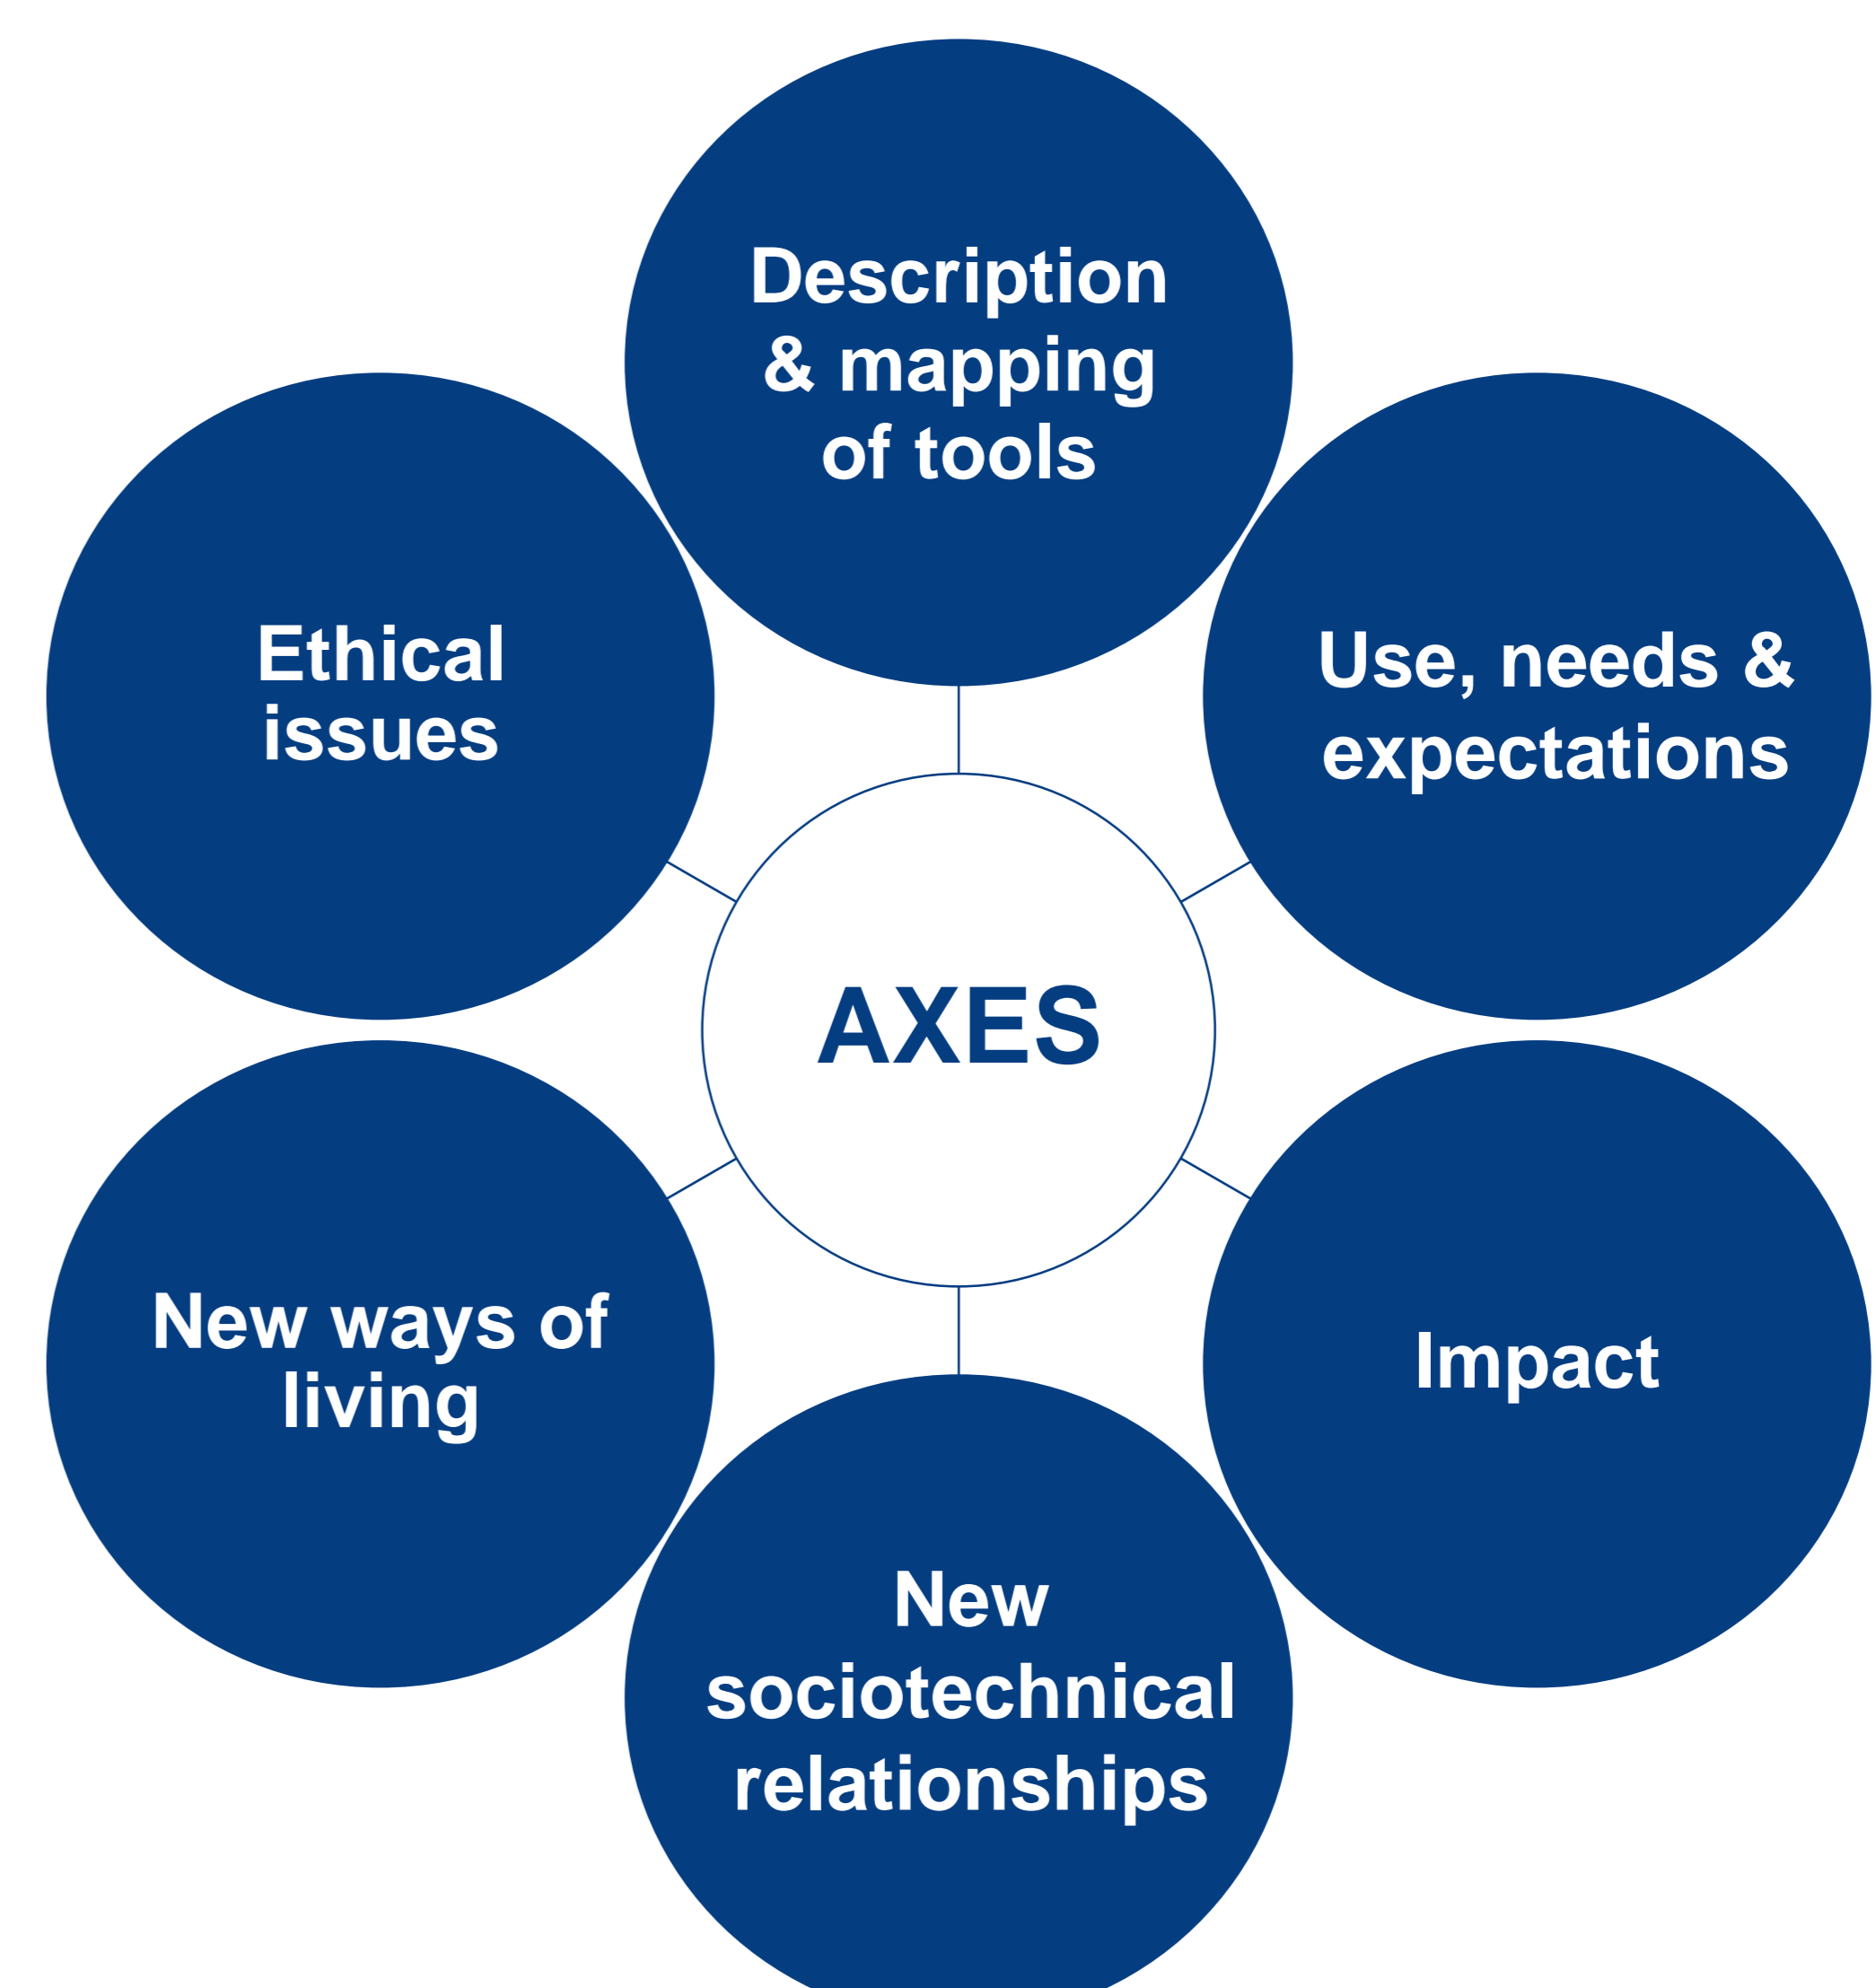 Description
& mapping
of tools
Use, needs &
expectations
Impact
New
sociotechnical
relationships
New ways of
living
Ethical
issues
AXES